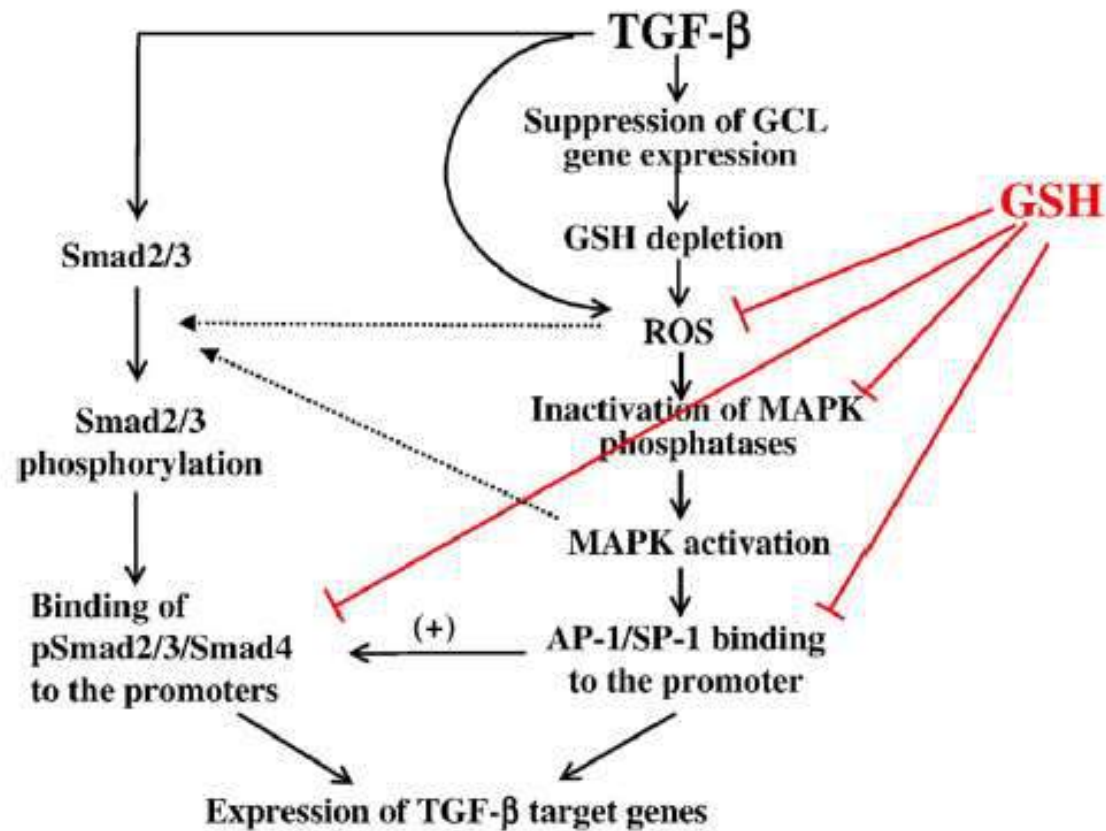 TGF-β
Suppression of GCL
gene expression
GSH
GSH depletion
Smad2/3
ROS
Inactivation of MAPK
phosphatases
Smad2/3
phosphorylation
MAPK activation
Binding of
pSmad2/3/Smad4
to the promoters
(+)
AP-1/SP-1 binding
to the promoter
Expression of TGF-β target genes